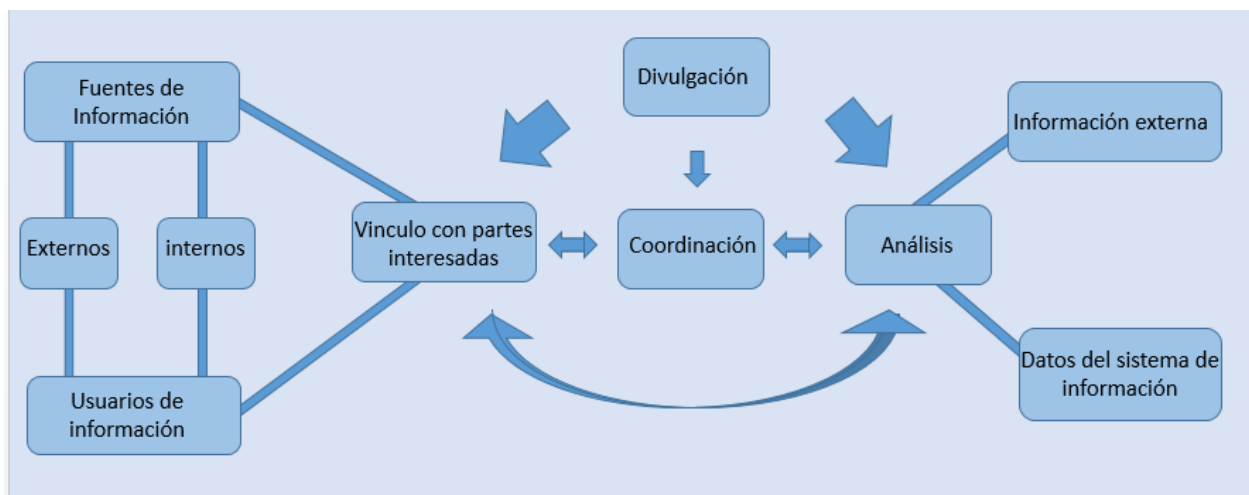 Fuentes de
Información
Divulgación
Información externa
Externos
internos
Vinculo con partes
interesadas
Coordinación
Análisis
Usuarios de
información
Datos del sistema de
información